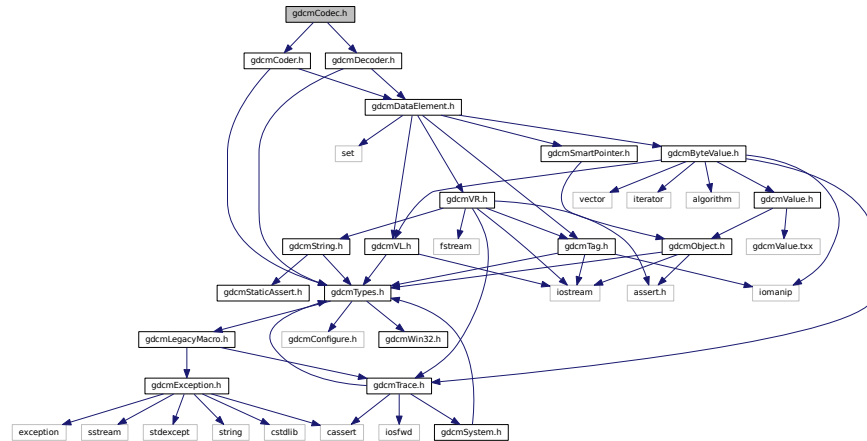 gdcmCodec.h
gdcmCoder.h
gdcmDecoder.h
gdcmDataElement.h
set
gdcmSmartPointer.h
gdcmByteValue.h
gdcmVR.h
vector
iterator
algorithm
gdcmValue.h
gdcmString.h
gdcmVL.h
fstream
gdcmTag.h
gdcmObject.h
gdcmValue.txx
gdcmStaticAssert.h
gdcmTypes.h
iostream
assert.h
iomanip
gdcmLegacyMacro.h
gdcmConfigure.h
gdcmWin32.h
gdcmException.h
gdcmTrace.h
exception
sstream
stdexcept
string
cstdlib
cassert
iosfwd
gdcmSystem.h